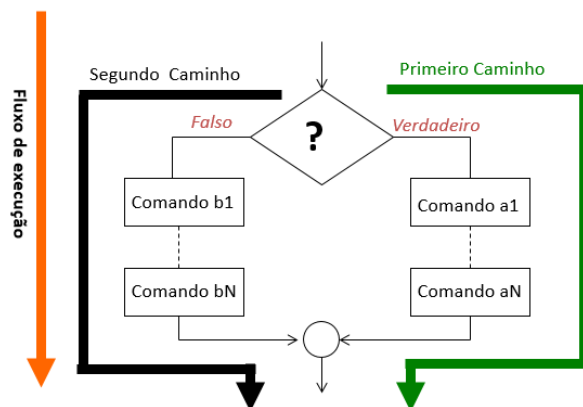 Fluxo de execução
Segundo Caminho
Primeiro Caminho
Falso
?
Verdadeiro
Comando b1
Comando a1
Comando bN
Comando aN